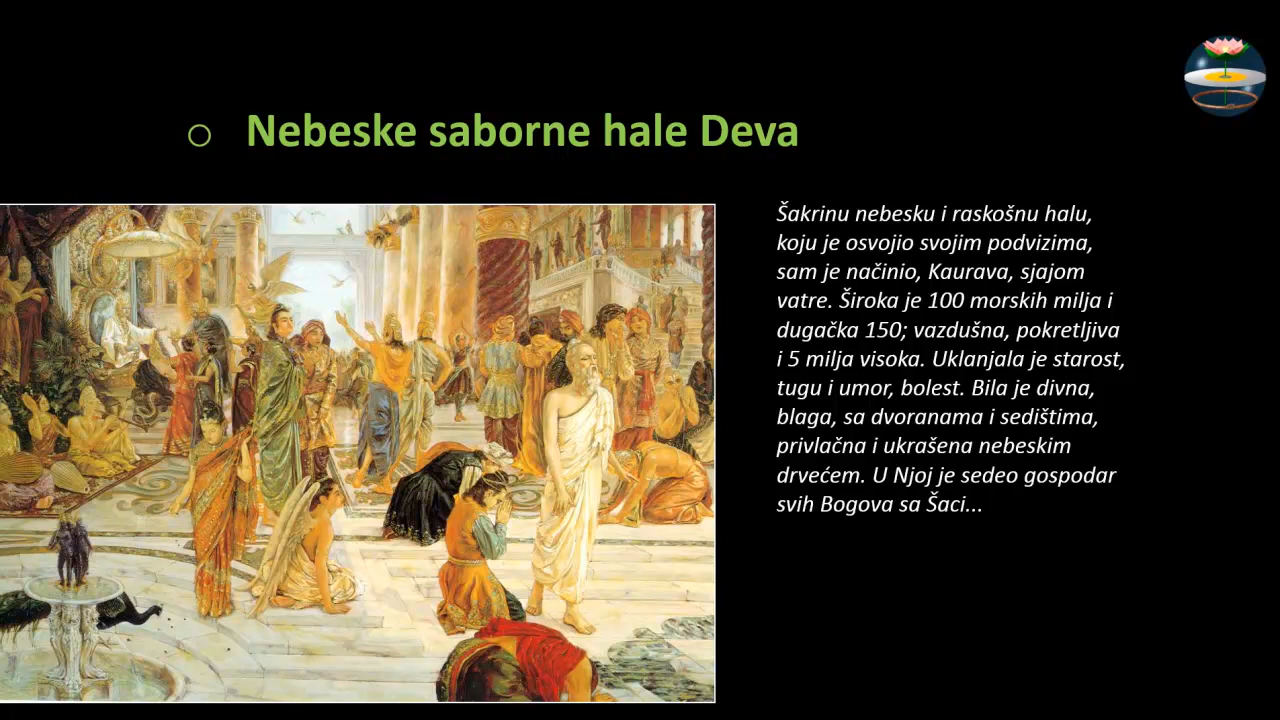 Nebeske saborne hale Deva
Šakrinu nebesku i raskošnu halu,
koju je osvojio svojim podvizima,
sam je načinio, Kaurava, sjajom
vatre. Široka je 100 morskih milja i
dugačka 150; vazdušna, pokretljiva
i 5 milja visoka. Uklanjala je starost,
tugu i umor, bolest. Bila je divna,
blaga, sa dvoranama i sedištima,
privlačna i ukrašena nebeskim
drvećem. U Njoj je sedeo gospodar
svih Bogova sa Šaci...